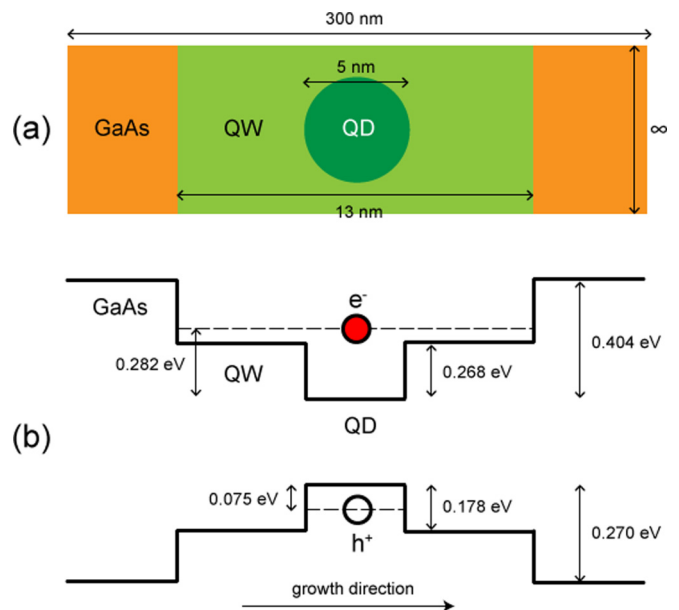 300 nm
5 nm
(a)
GaAs
QW
QD
∞
13 nm
GaAs
e-
0.282 eV
QW
0.268 eV
0.404 eV
QD
(b)
0.075 eV
h+
0.178 eV
0.270 eV
growth direction